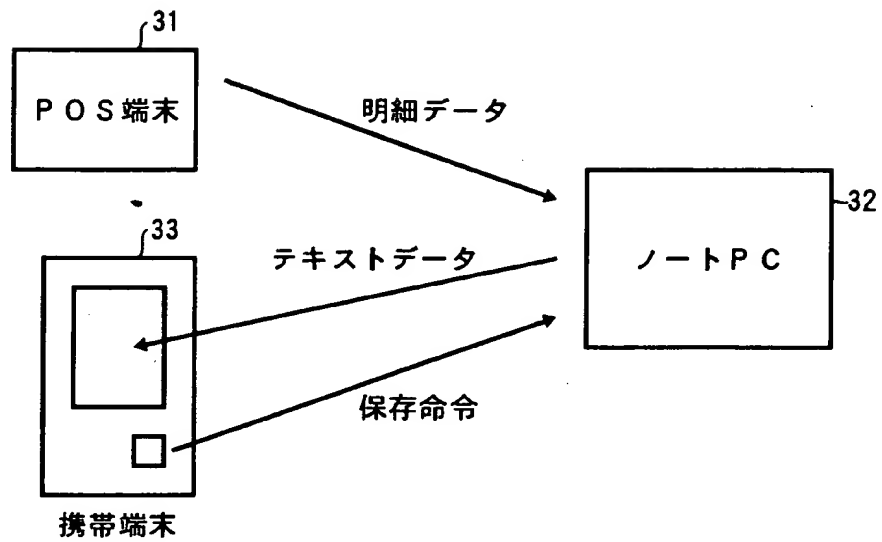 31
POS端末
明細データ
32
ノートPC
33
テキストデータ
保存命令
携帯端末